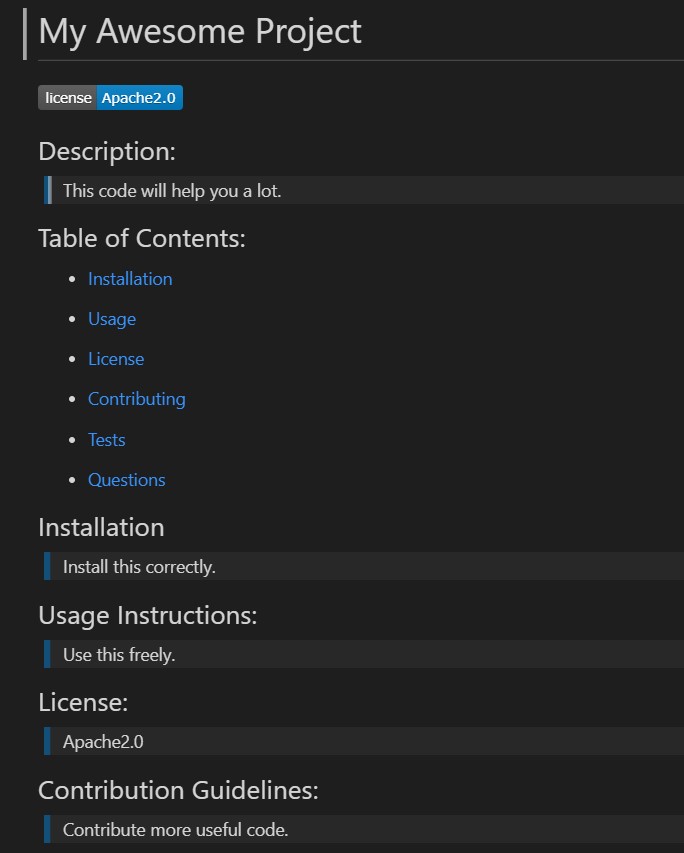 My Awesome Project
license Apache2.0
Description:
This code will help you a lot.
Table of Contents:
Installation
Usage
License
Contributing
Tests
Questions
Installation
Install this correctly.
Usage Instructions:
Use this freely.
License:
Apache2.0
Contribution Guidelines:
Contribute more useful code.